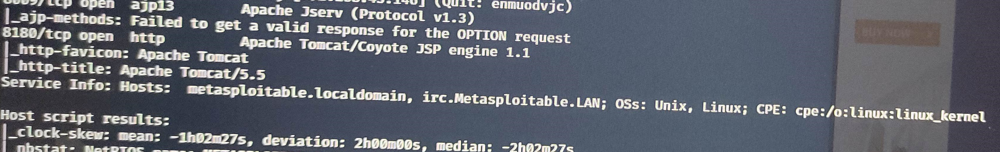 8009/tcp open  ajp13
(Quit: enmuodvjc)
Apache Jserv (Protocol v1.3)
|_ajp-methods: Failed to get a valid response for the OPTION request
8180/tcp open  http        Apache Tomcat/Coyote JSP engine 1.1
|_http-favicon: Apache Tomcat
|_http-title: Apache Tomcat/5.5
Service Info: Hosts:  metasploitable.localdomain, irc.Metasploitable.LAN; OSs: Unix, Linux; CPE: cpe:/o:linux:linux_kernel
Host script results:
|_clock-skew: mean: -1h02m27s, deviation: 2h00m00s, median: -2h02m27s
nbstat: NetBIOS
BUY NOW